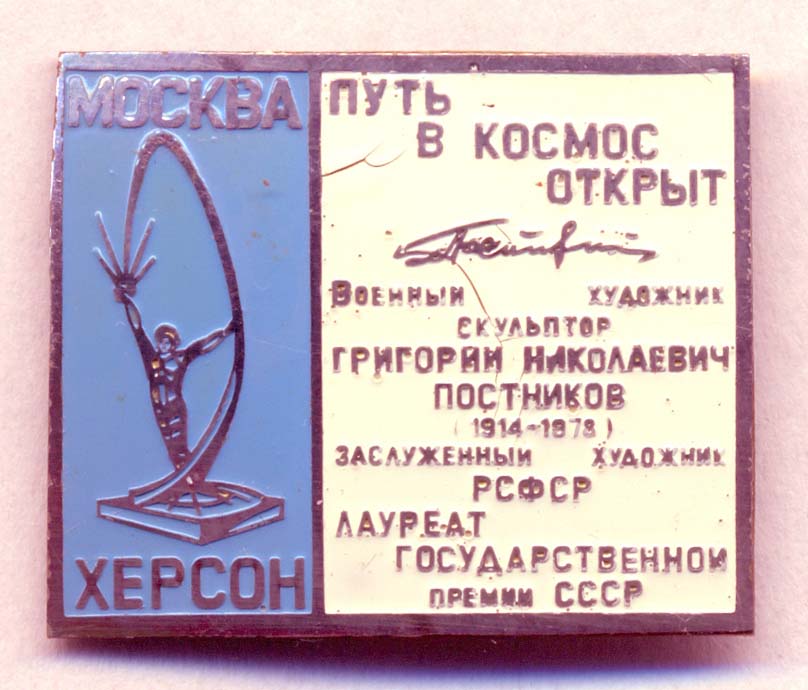 МОСКВА
ХЕРСОН
ПУТЬ
В КОСМОС
ОТКРЫТ
ВОЕННЫЙ ХУДОЖНИК
СКУЛЬПТОР
ГРИГОРИЙ НИКОЛАЕВИЧ
ПОСТНИКОВ
(1914-1978)
ЗАСЛУЖЕННЫЙ ХУДОЖНИК
РСФСР
ЛАУРЕАТ
ГОСУДАРСТВЕННОЙ
ПРЕМИИ СССР